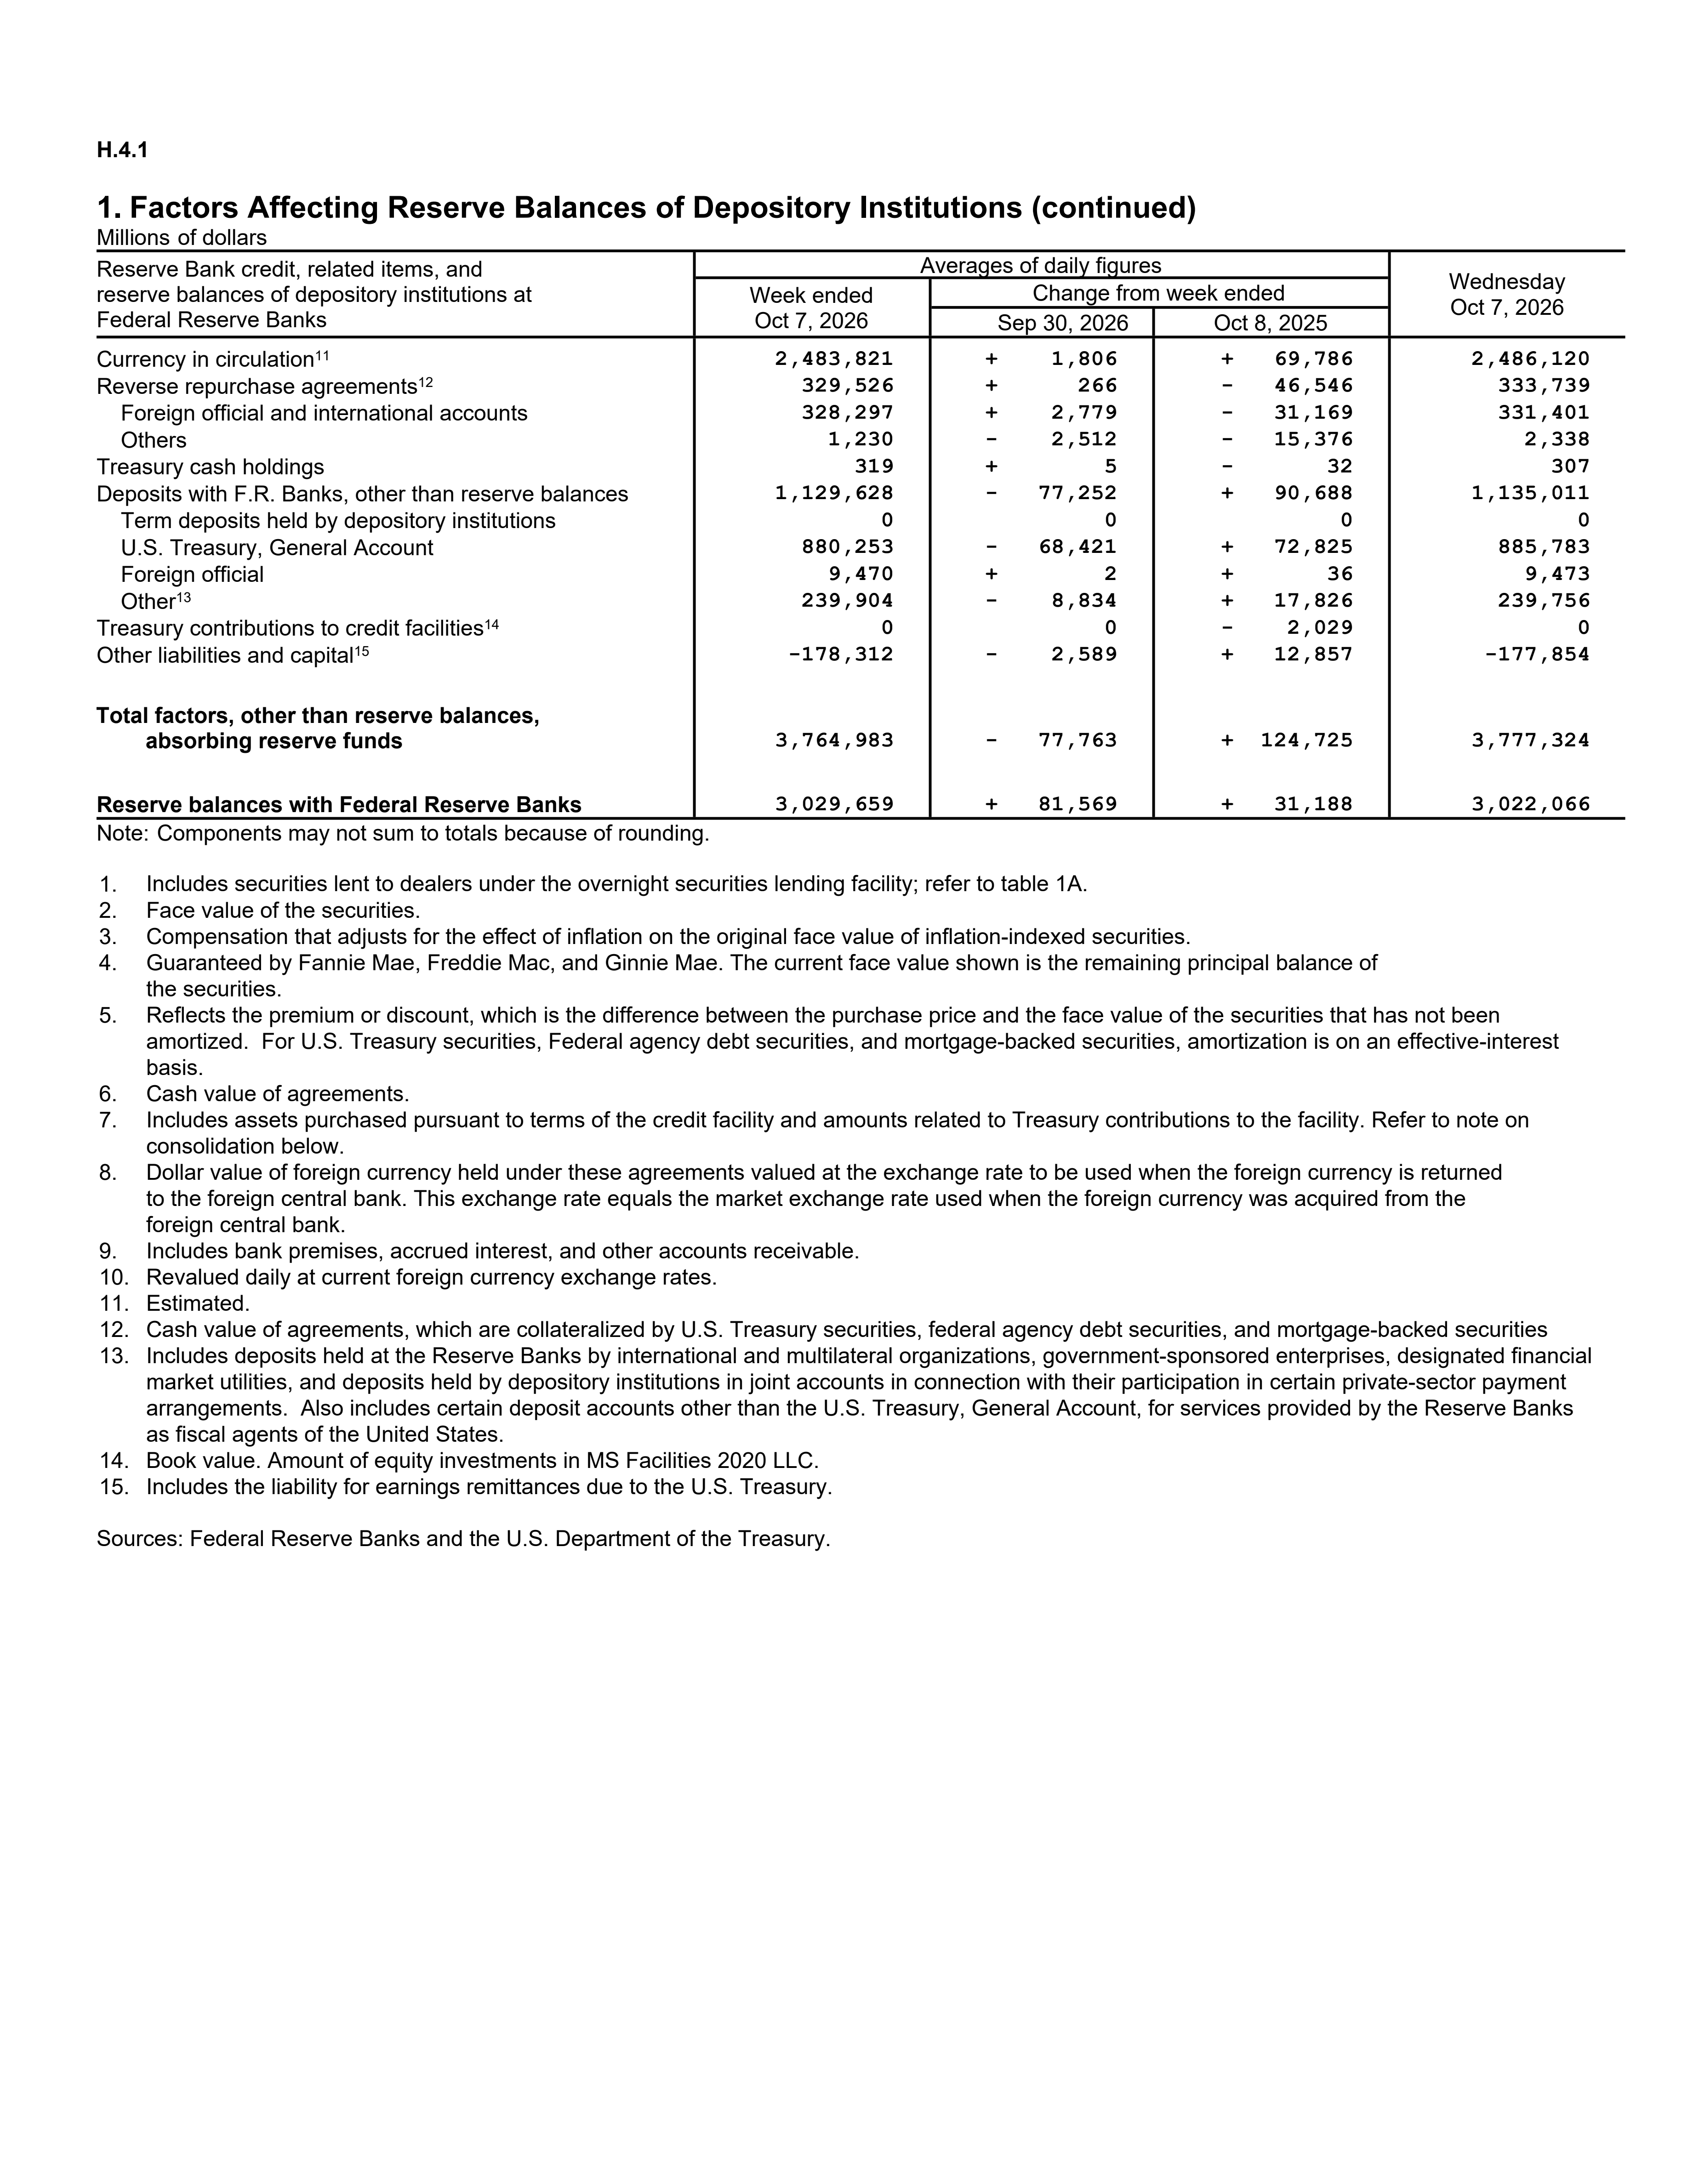 H.4.1
1. Factors Affecting Reserve Balances of Depository Institutions (continued)
Millions of dollars
Reserve Bank credit, related items, and
reserve balances of depository institutions at
Federal Reserve Banks
Averages of daily figures
Wednesday
Oct 7, 2026
Week ended
Oct 7, 2026
Change from week ended
Sep 30, 2026 Oct 8, 2025
Currency in circulation¹¹ 2,483,821 + 1,806 + 69,786 2,486,120
Reverse repurchase agreements¹² 329,526 + 266 - 46,546 333,739
Foreign official and international accounts 328,297 + 2,779 - 31,169 331,401
Others 1,230 - 2,512 - 15,376 2,338
Treasury cash holdings 319 + 5 - 32 307
Deposits with F.R. Banks, other than reserve balances 1,129,628 - 77,252 + 90,688 1,135,011
Term deposits held by depository institutions 0 0 0 0
U.S. Treasury, General Account 880,253 - 68,421 + 72,825 885,783
Foreign official 9,470 + 2 + 36 9,473
Other¹³ 239,904 - 8,834 + 17,826 239,756
Treasury contributions to credit facilities¹⁴ 0 0 - 2,029 0
Other liabilities and capital¹⁵ -178,312 - 2,589 + 12,857 -177,854
Total factors, other than reserve balances,
absorbing reserve funds 3,764,983 - 77,763 + 124,725 3,777,324
Reserve balances with Federal Reserve Banks 3,029,659 + 81,569 + 31,188 3,022,066
Note: Components may not sum to totals because of rounding.
1. Includes securities lent to dealers under the overnight securities lending facility; refer to table 1A.
2. Face value of the securities.
3. Compensation that adjusts for the effect of inflation on the original face value of inflation-indexed securities.
4. Guaranteed by Fannie Mae, Freddie Mac, and Ginnie Mae. The current face value shown is the remaining principal balance of
the securities.
5. Reflects the premium or discount, which is the difference between the purchase price and the face value of the securities that has not been
amortized. For U.S. Treasury securities, Federal agency debt securities, and mortgage-backed securities, amortization is on an effective-interest
basis.
6. Cash value of agreements.
7. Includes assets purchased pursuant to terms of the credit facility and amounts related to Treasury contributions to the facility. Refer to note on
consolidation below.
8. Dollar value of foreign currency held under these agreements valued at the exchange rate to be used when the foreign currency is returned
to the foreign central bank. This exchange rate equals the market exchange rate used when the foreign currency was acquired from the
foreign central bank.
9. Includes bank premises, accrued interest, and other accounts receivable.
10. Revalued daily at current foreign currency exchange rates.
11. Estimated.
12. Cash value of agreements, which are collateralized by U.S. Treasury securities, federal agency debt securities, and mortgage-backed securities
13. Includes deposits held at the Reserve Banks by international and multilateral organizations, government-sponsored enterprises, designated financial
market utilities, and deposits held by depository institutions in joint accounts in connection with their participation in certain private-sector payment
arrangements. Also includes certain deposit accounts other than the U.S. Treasury, General Account, for services provided by the Reserve Banks
as fiscal agents of the United States.
14. Book value. Amount of equity investments in MS Facilities 2020 LLC.
15. Includes the liability for earnings remittances due to the U.S. Treasury.
Sources: Federal Reserve Banks and the U.S. Department of the Treasury.